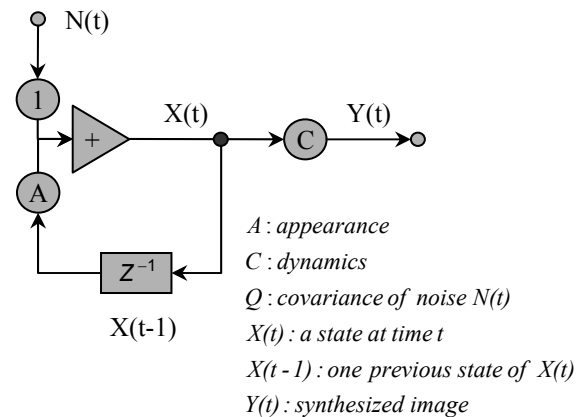 N(t)
1
X(t)
Y(t)
+
C
A
Z⁻¹
X(t-1)
A : appearance
C : dynamics
Q : covariance of noise N(t)
X(t) : a state at time t
X(t - 1) : one previous state of X(t)
Y(t) : synthesized image